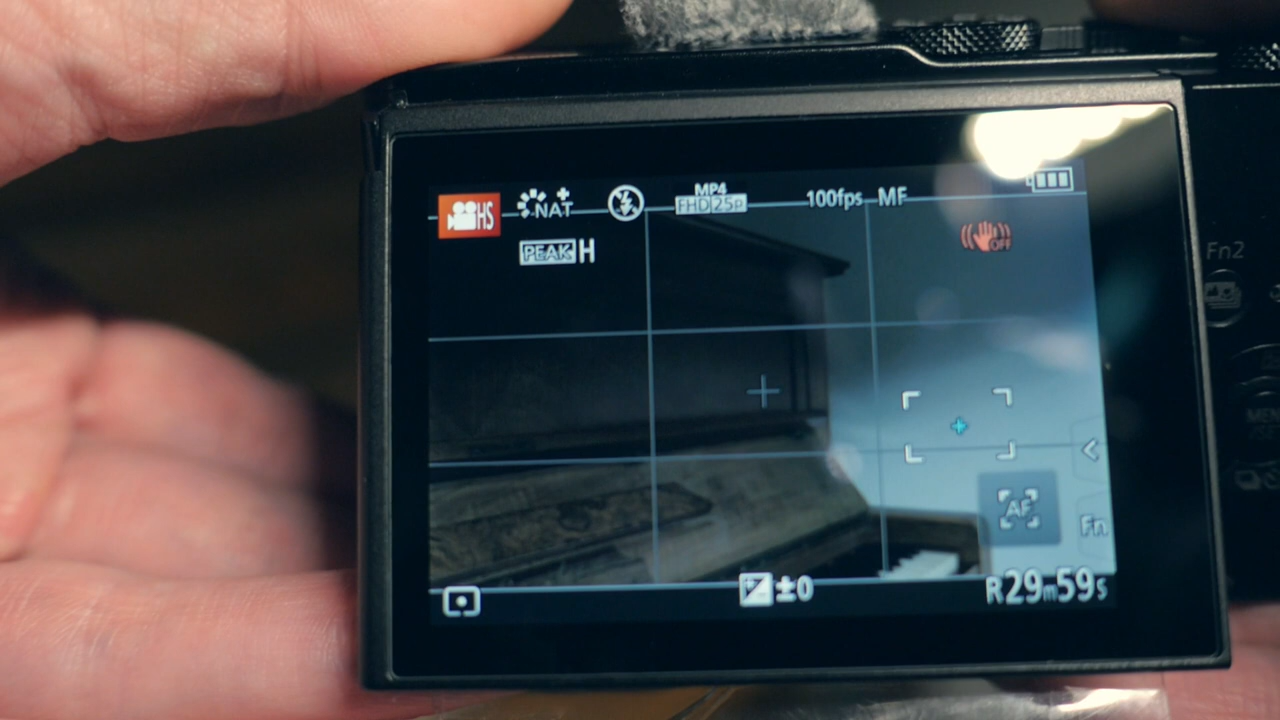 HS NAT MP4 FHD 25p 100fps MF
PEAK H OFF
Fn2
AF
Fn
±0 R29m59s